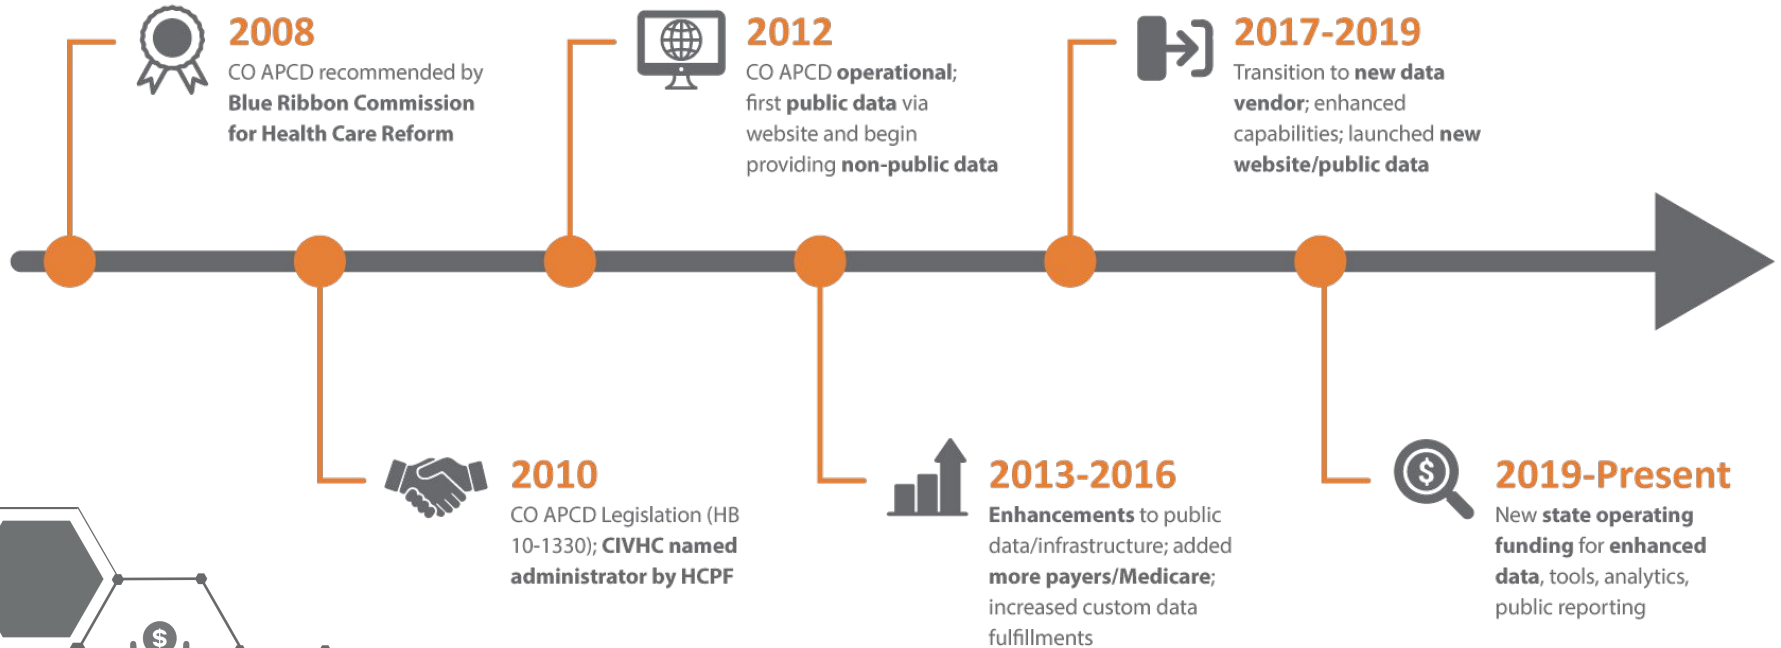 2008
CO APCD recommended by
Blue Ribbon Commission
for Health Care Reform
2010
CO APCD Legislation (HB
10-1330); CIVHC named
administrator by HCPF
2012
CO APCD operational;
first public data via
website and begin
providing non-public data
2013-2016
Enhancements to public
data/infrastructure; added
more payers/Medicare;
increased custom data
fulfillments
2017-2019
Transition to new data
vendor; enhanced
capabilities; launched new
website/public data
$
2019-Present
New state operating
funding for enhanced
data, tools, analytics,
public reporting
$